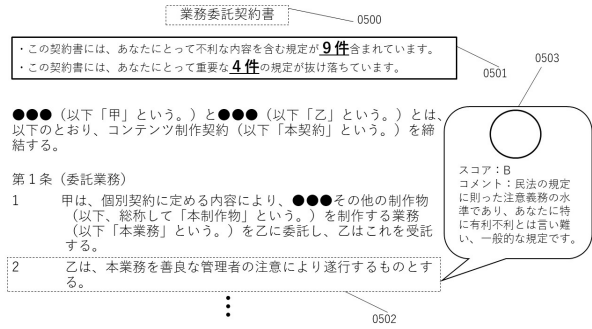 業務委託契約書
0500
・この契約書には、あなたにとって不利な内容を含む規定が９件含まれています。
・この契約書には、あなたにとって重要な４件の規定が抜け落ちています。
0501
0503
●●●（以下「甲」という。）と●●●（以下「乙」という。）とは、
以下のとおり、コンテンツ制作契約（以下「本契約」という。）を締
結する。
第１条（委託業務）
1 甲は、個別契約に定める内容により、●●●その他の制作物
（以下、総称して「本制作物」という。）を制作する業務
（以下「本業務」という。）を乙に委託し、乙はこれを受託
する。
2 乙は、本業務を善良な管理者の注意により遂行するものとす
る。
0502
スコア：B
コメント：民法の規定
に則った注意義務の水
準であり、あなたに特
に有利不利とは言い難
い、一般的な規定です。